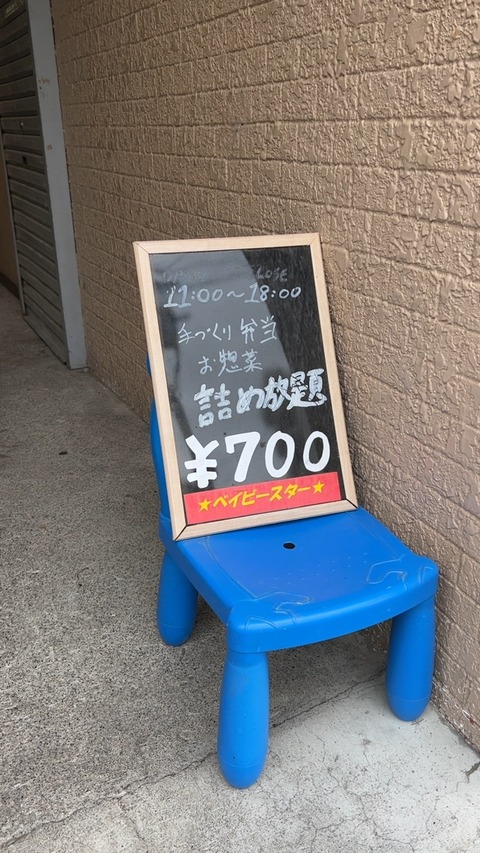 11:00〜18:00
手づくり弁当
お惣菜
詰め放題
¥700
★ベイビースター★